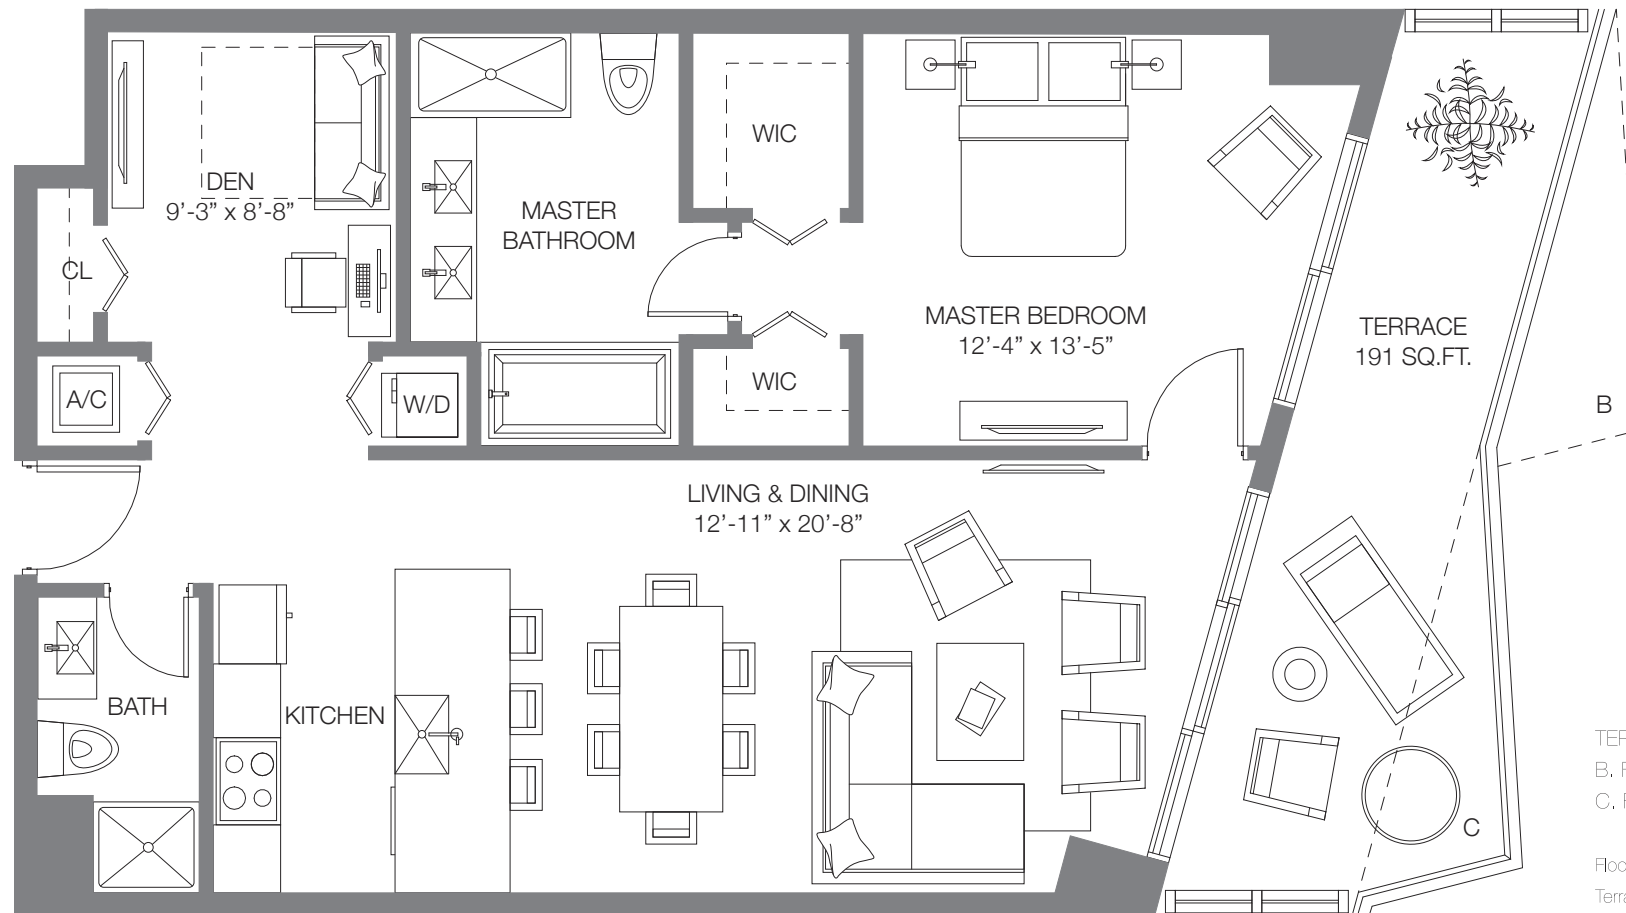 DEN
9’-3” x 8’-8”
CL
A/C
W/D
MASTER
BATHROOM
WIC
WIC
MASTER BEDROOM
12’-4” x 13’-5”
TERRACE
191 SQ.FT.
B
LIVING & DINING
12’-11” x 20’-8”
BATH
KITCHEN
C
B.
C.